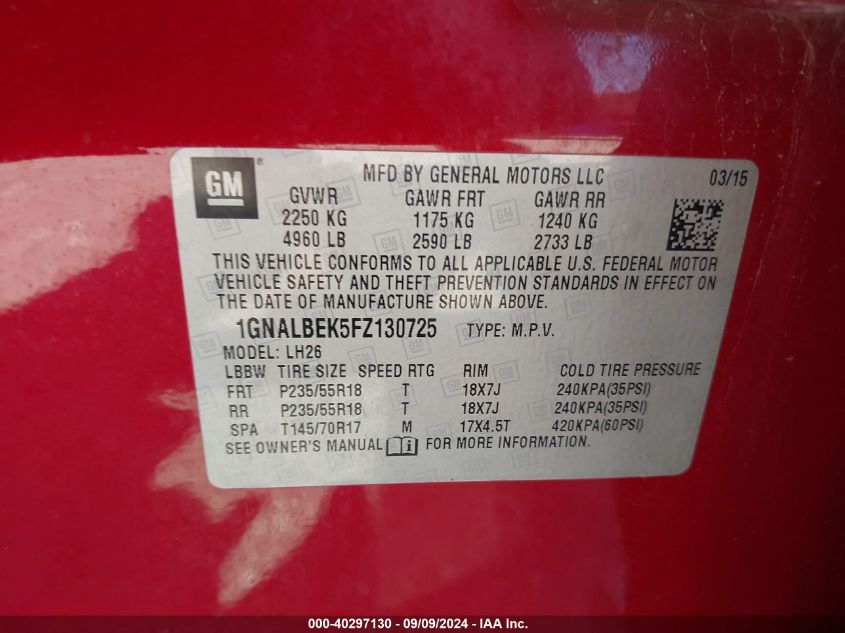 GM ® MFD BY GENERAL MOTORS LLC 03/15
GVWR GAWR FRT GAWR RR
2250 KG 1175 KG 1240 KG
4960 LB 2590 LB 2733 LB
THIS VEHICLE CONFORMS TO ALL APPLICABLE U.S. FEDERAL MOTOR
VEHICLE SAFETY AND THEFT PREVENTION STANDARDS IN EFFECT ON
THE DATE OF MANUFACTURE SHOWN ABOVE.
1GNALBEK5FZ130725 TYPE: M.P.V.
MODEL: LH26
LBBW TIRE SIZE SPEED RTG RIM COLD TIRE PRESSURE
FRT P235/55R18 T 18X7J 240KPA(35PSI)
RR P235/55R18 T 18X7J 240KPA(35PSI)
SPA T145/70R17 M 17X4.5T 420KPA(60PSI)
SEE OWNER'S MANUAL FOR MORE INFORMATION.
000-40297130 - 09/09/2024 - IAA Inc.